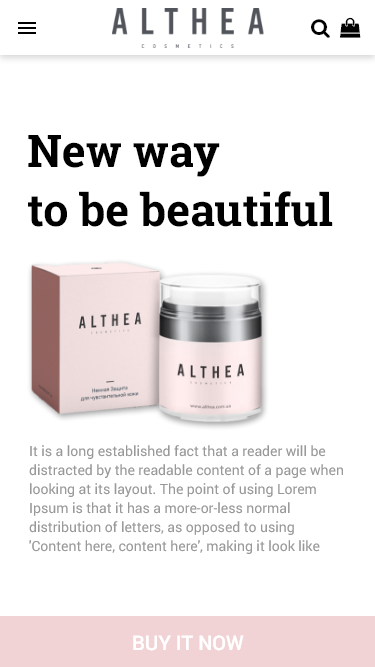 ALTHEA
COSMETICS
New way
to be beautiful
ALTHEA
COSMETICS
Нежная Защита
для чувствительной кожи
ALTHEA
COSMETICS
www.althea.com.ua
It is a long established fact that a reader will be
distracted by the readable content of a page when
looking at its layout. The point of using Lorem
Ipsum is that it has a more-or-less normal
distribution of letters, as opposed to using
'Content here, content here', making it look like
BUY IT NOW